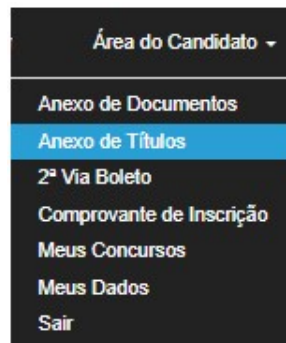 Área do Candidato
Anexo de Documentos
Anexo de Títulos
2ª Via Boleto
Comprovante de Inscrição
Meus Concursos
Meus Dados
Sair